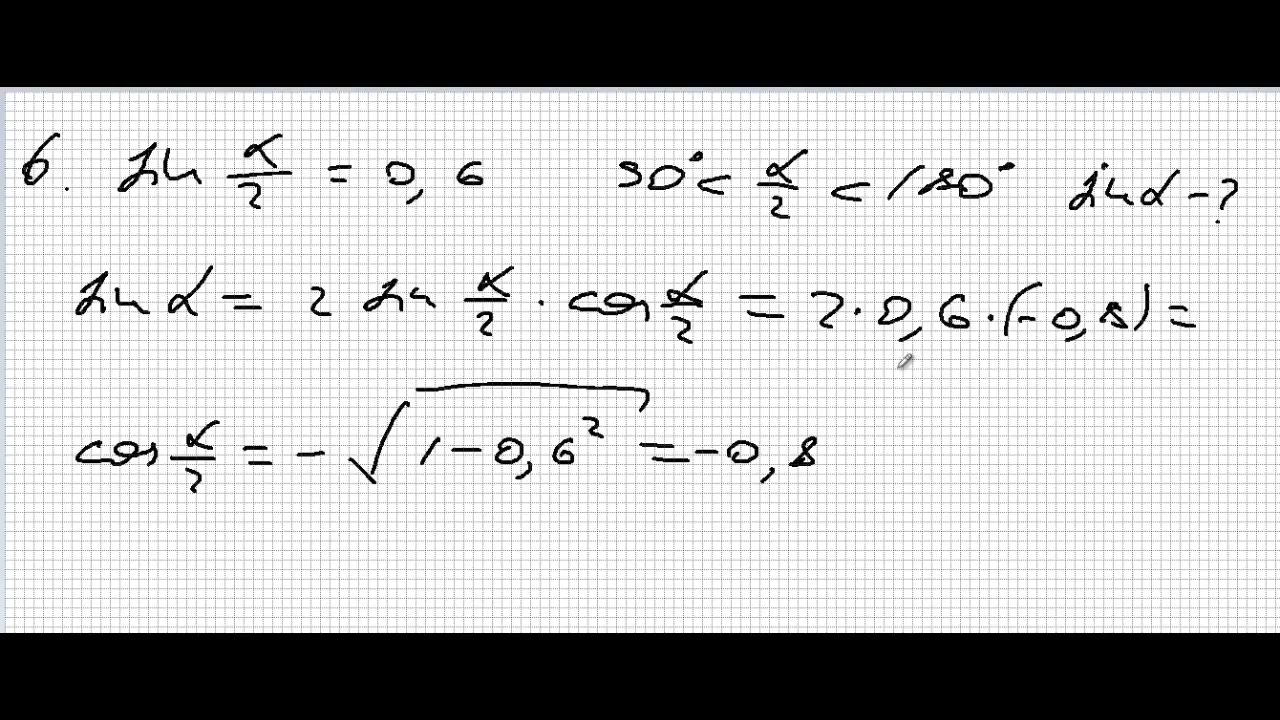 6. sin α/2 = 0,6 90° < α/2 < 180° sin α - ?
sin α = 2 sin α/2 · cos α/2 = 2 · 0,6 · (-0,8) =
cos α/2 = - √(1 - 0,6²) = -0,8